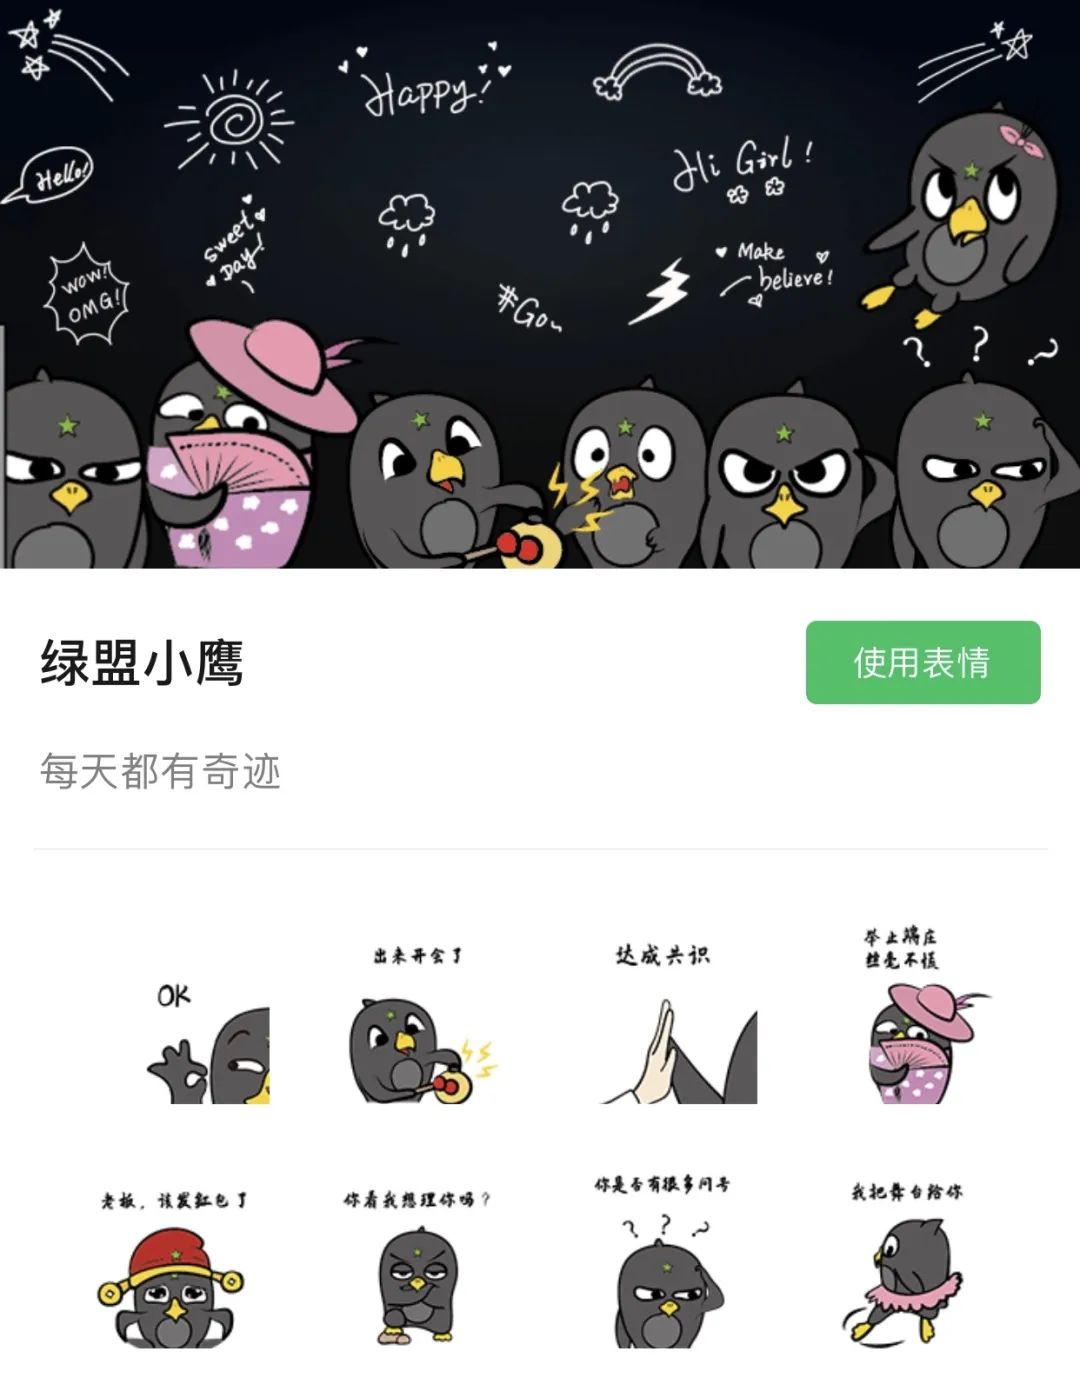 Happy!
Hello!
Hi Girl!
Sweet
Day!
Make
believe!
WOW!
OMG!
? ? ?
绿盟小鹰
使用表情
每天都有奇迹
OK
出来开会了
达成共识
举止端庄
丝毫不慌
老板，该发红包了
你看我想理你吗？
你是否有很多问号
? ? ?
我把舞台给你